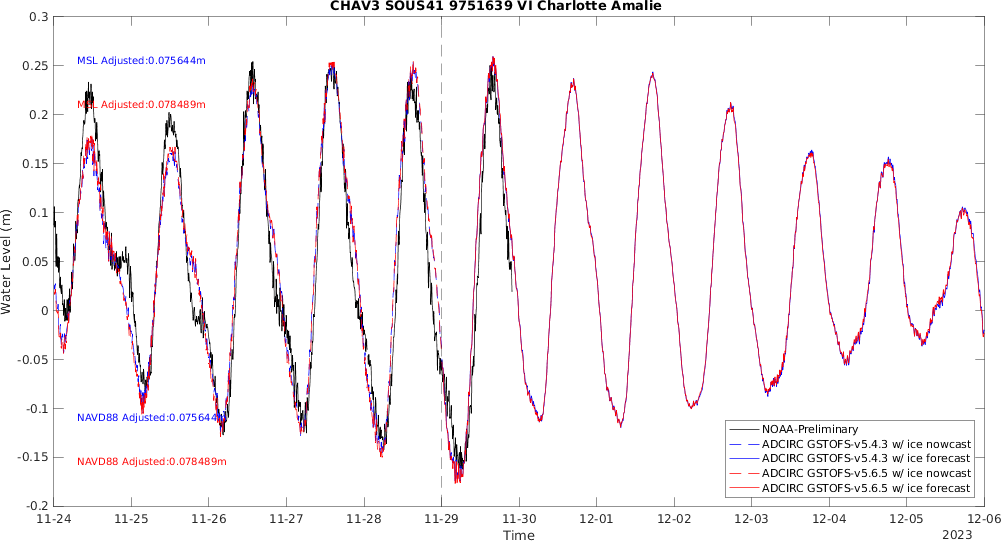 CHAV3 SOUS41 9751639 VI Charlotte Amalie
0.3
0.25
0.2
0.15
0.1
0.05
0
-0.05
-0.1
-0.15
-0.2
Water Level (m)
MSL Adjusted:0.075644m
MSL Adjusted:0.078489m
NAVD88 Adjusted:0.075644m
NAVD88 Adjusted:0.078489m
NOAA-Preliminary
ADCIRC GSTOFS-v5.4.3 w/ ice nowcast
ADCIRC GSTOFS-v5.4.3 w/ ice forecast
ADCIRC GSTOFS-v5.6.5 w/ ice nowcast
ADCIRC GSTOFS-v5.6.5 w/ ice forecast
11-24 11-25 11-26 11-27 11-28 11-29 11-30 12-01 12-02 12-03 12-04 12-05 12-06
Time
2023